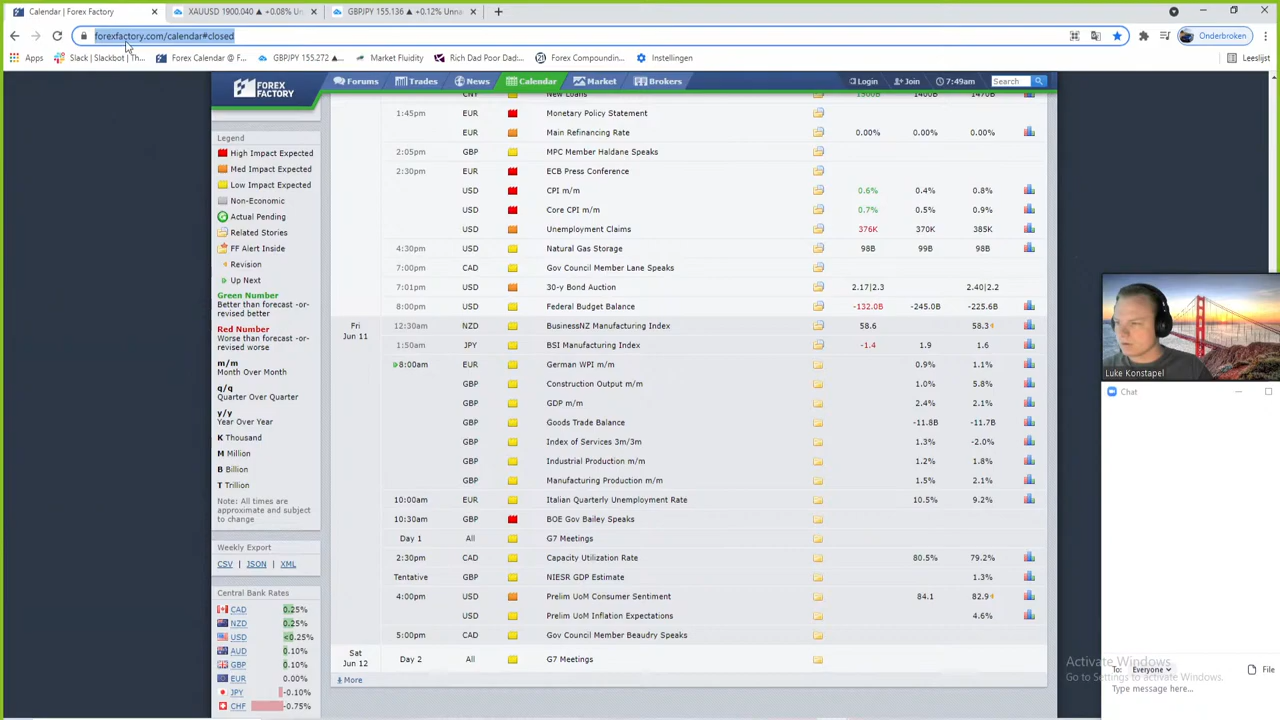 Calendar | Forex Factory
XAUUSD 1900.040 ▲ +0.08% Unna
GBPJPY 155.136 ▲ +0.12% Unna
forexfactory.com/calendar#closed
Onderbroken
Apps
Slack | Slackbot | Th...
Forex Calendar @ F...
GBPJPY 155.272 ▲ ...
Market Fluidity
Rich Dad Poor Dad:...
Forex Compounding...
Instellingen
Leeslijst
FOREX FACTORY
Forums
Trades
News
Calendar
Market
Brokers
Login
Join
7:49am
Search
CNY New Loans 1500B 1400B 1470B
1:45pm EUR Monetary Policy Statement
EUR Main Refinancing Rate 0.00% 0.00% 0.00%
2:05pm GBP MPC Member Haldane Speaks
2:30pm EUR ECB Press Conference
USD CPI m/m 0.6% 0.4% 0.8%
USD Core CPI m/m 0.7% 0.5% 0.9%
USD Unemployment Claims 376K 370K 385K
4:30pm USD Natural Gas Storage 98B 99B 98B
7:00pm CAD Gov Council Member Lane Speaks
7:01pm USD 30-y Bond Auction 2.17|2.3 2.40|2.2
8:00pm USD Federal Budget Balance -132.0B -245.0B -225.6B
Fri Jun 11 12:30am NZD BusinessNZ Manufacturing Index 58.6 58.3
1:50am JPY BSI Manufacturing Index -1.4 1.9 1.6
8:00am EUR German WPI m/m 0.9% 1.1%
GBP Construction Output m/m 1.0% 5.8%
GBP GDP m/m 2.4% 2.1%
GBP Goods Trade Balance -11.8B -11.7B
GBP Index of Services 3m/3m 1.3% -2.0%
GBP Industrial Production m/m 1.2% 1.8%
GBP Manufacturing Production m/m 1.5% 2.1%
10:00am EUR Italian Quarterly Unemployment Rate 10.5% 9.2%
10:30am GBP BOE Gov Bailey Speaks
Day 1 All G7 Meetings
2:30pm CAD Capacity Utilization Rate 80.5% 79.2%
Tentative GBP NIESR GDP Estimate 1.3%
4:00pm USD Prelim UoM Consumer Sentiment 84.1 82.9
USD Prelim UoM Inflation Expectations 4.6%
5:00pm CAD Gov Council Member Beaudry Speaks
Sat Jun 12 Day 2 All G7 Meetings
More
Legend
High Impact Expected
Med Impact Expected
Low Impact Expected
Non-Economic
Actual Pending
Related Stories
FF Alert Inside
Revision
Up Next
Green Number
Better than forecast -or-
revised better
Red Number
Worse than forecast -or-
revised worse
m/m
Month Over Month
q/q
Quarter Over Quarter
y/y
Year Over Year
K Thousand
M Million
B Billion
T Trillion
Note: All times are
approximate and subject
to change
Weekly Export
CSV | JSON | XML
Central Bank Rates
CAD 0.25%
NZD 0.25%
USD <0.25%
AUD 0.10%
GBP 0.10%
EUR 0.00%
JPY -0.10%
CHF -0.75%
Luke Konstapel
Chat
Activate Windows
Go to Settings to activate Windows.
To: Everyone
File
Type message here...